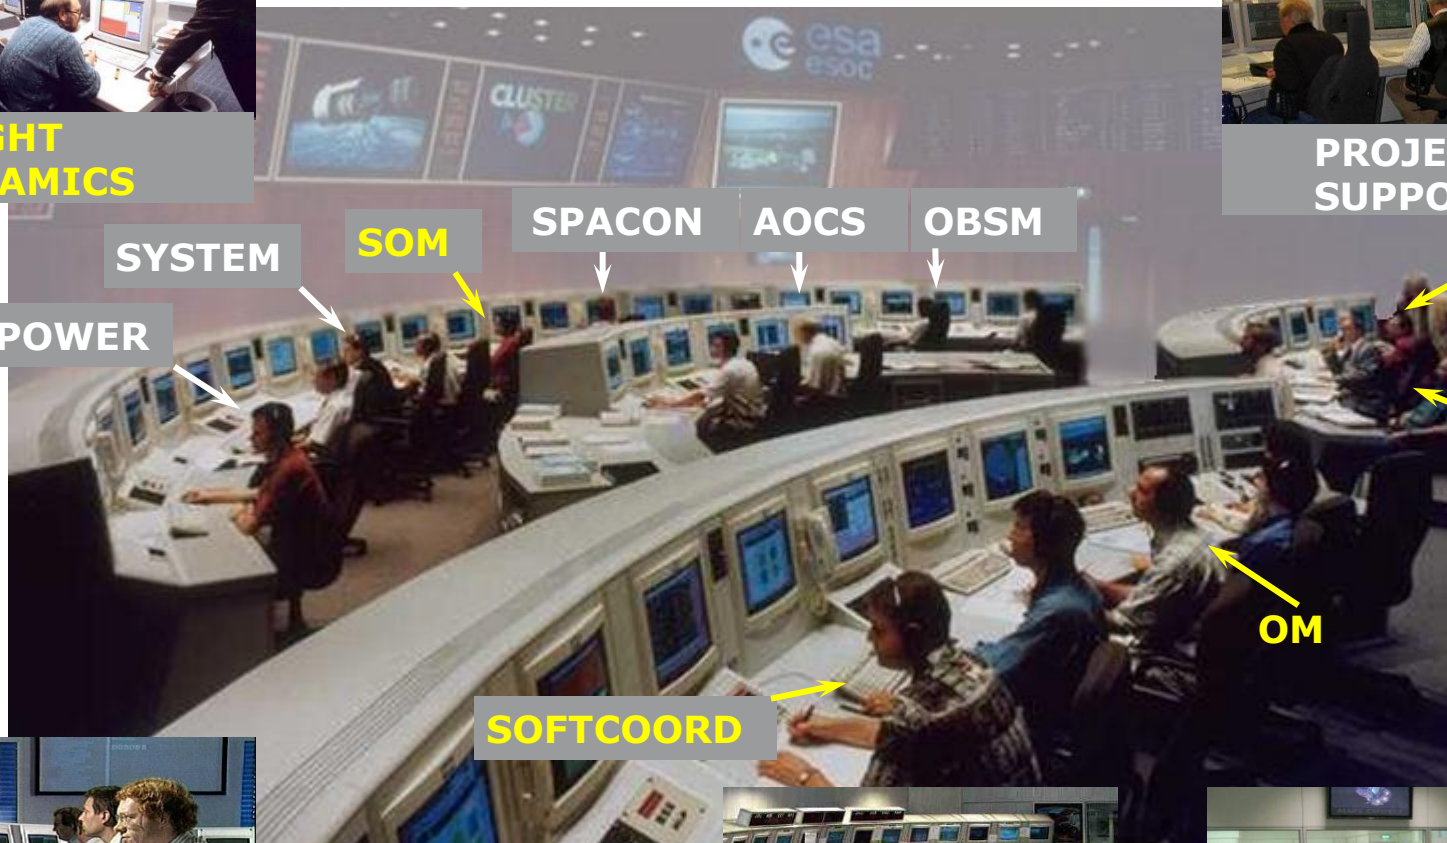 esa
esoc
CLUSTER
GHT
AMICS
PROJE
SUPPO
SPACON
AOCS
OBSM
SOM
SYSTEM
POWER
OM
SOFTCOORD